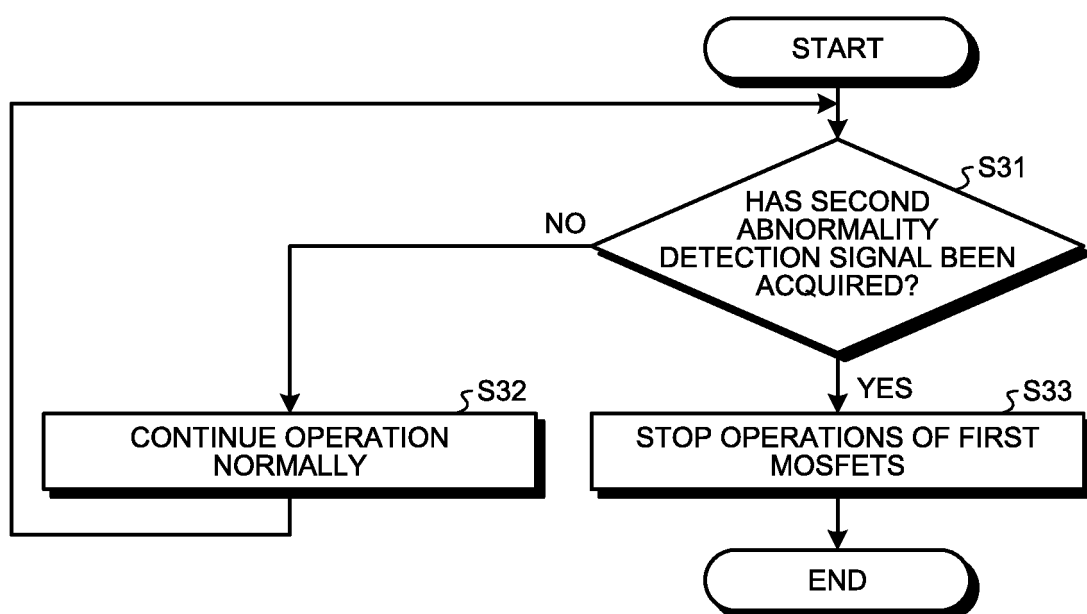 START
S31
HAS SECOND
ABNORMALITY
DETECTION SIGNAL BEEN
ACQUIRED?
NO
YES
S32
CONTINUE OPERATION
NORMALLY
S33
STOP OPERATIONS OF FIRST
MOSFETS
END